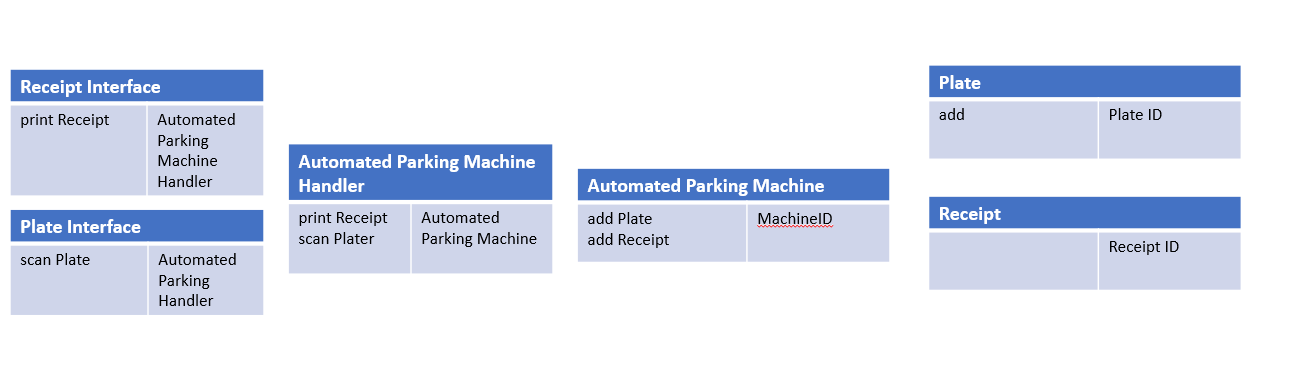 Receipt Interface
print Receipt
Automated
Parking
Machine
Handler
Plate Interface
scan Plate
Automated
Parking
Handler
Automated Parking Machine
Handler
print Receipt
scan Plater
Automated
Parking Machine
Automated Parking Machine
add Plate
add Receipt
MachineID
Plate
add
Plate ID
Receipt
Receipt ID